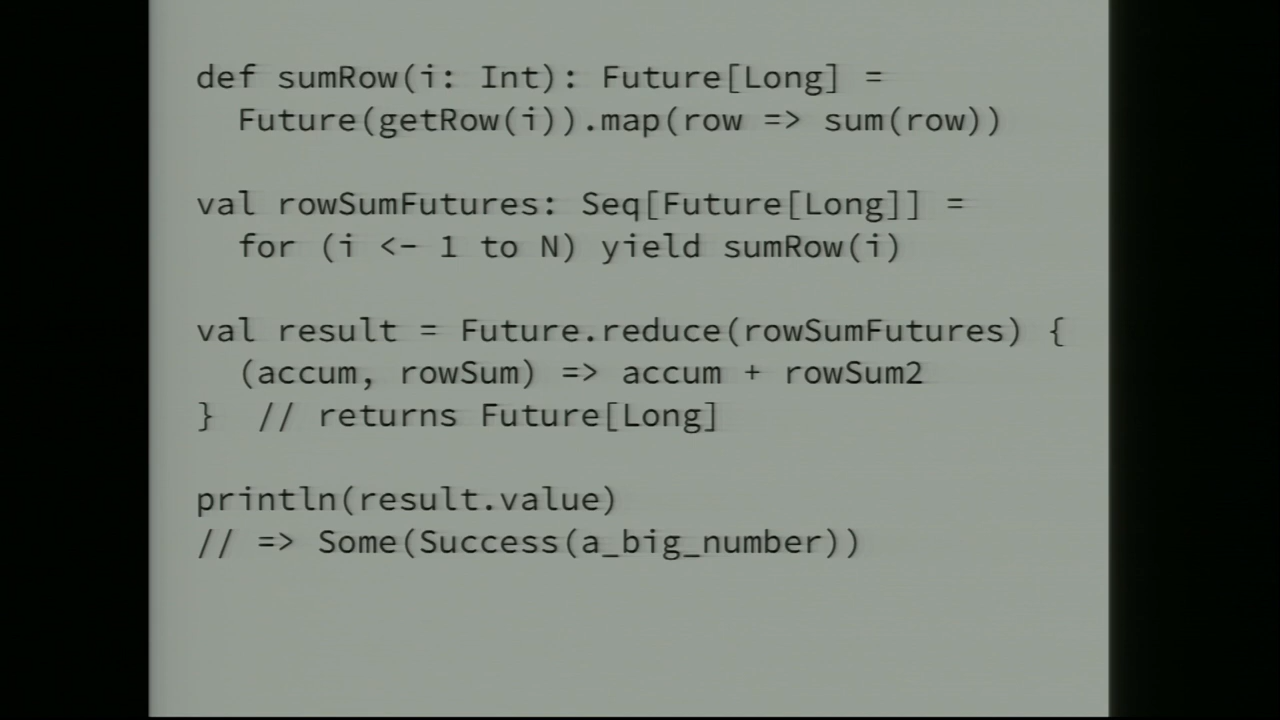 def sumRow(i: Int): Future[Long] =
  Future(getRow(i)).map(row => sum(row))
val rowSumFutures: Seq[Future[Long]] =
  for (i <- 1 to N) yield sumRow(i)
val result = Future.reduce(rowSumFutures) {
  (accum, rowSum) => accum + rowSum2
}  // returns Future[Long]
println(result.value)
// => Some(Success(a_big_number))